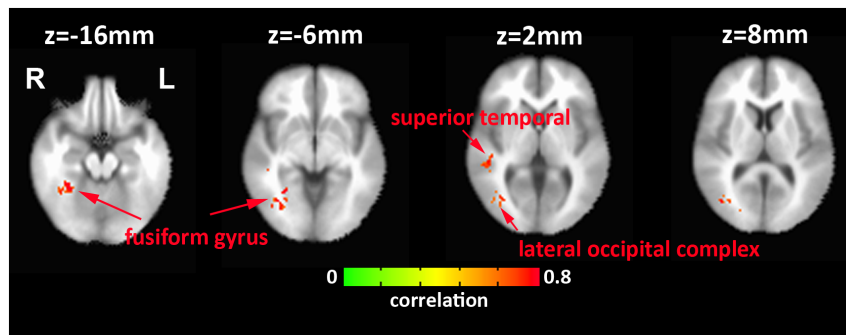 z=-16mm
z=-6mm
z=2mm
z=8mm
R
L
superior temporal
fusiform gyrus
lateral occipital complex
0
0.8
correlation